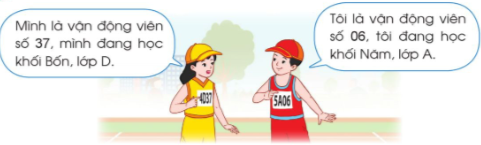 Mình là vận động viên
số 37, mình đang học
khối Bốn, lớp D.
Tôi là vận động viên
số 06, tôi đang học
khối Năm, lớp A.
4D37
5A06